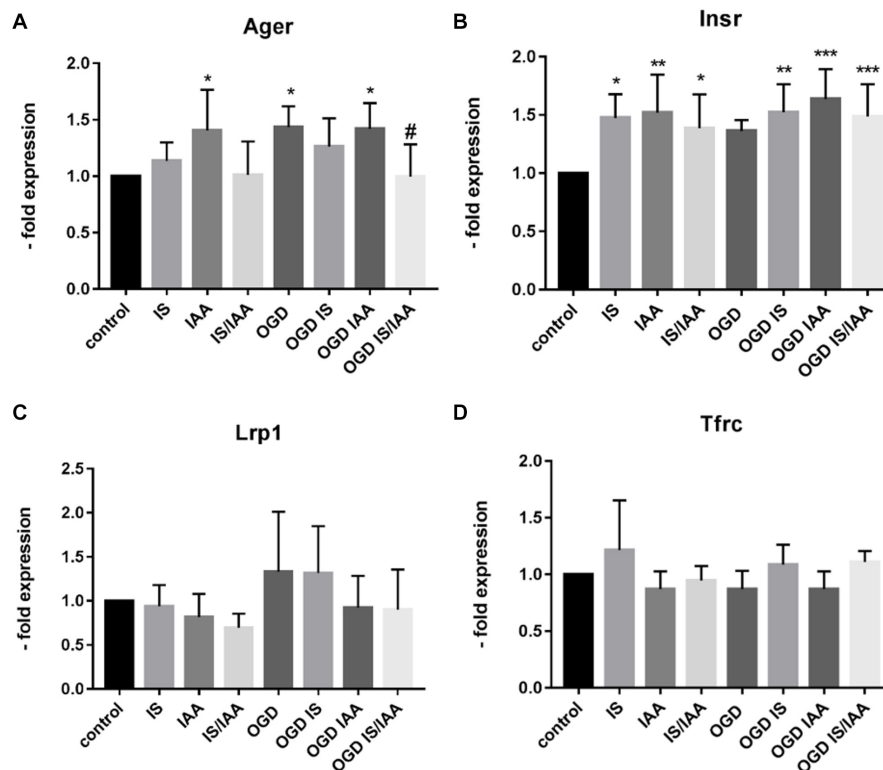 A
Ager
- fold expression
2.0
1.5
1.0
0.5
0.0
*
*
*
#
control
IS
IAA
IS/IAA
OGD
OGD IS
OGD IAA
OGD IS/IAA
B
Insr
- fold expression
2.0
1.5
1.0
0.5
0.0
*
**
*
**
***
***
control
IS
IAA
IS/IAA
OGD
OGD IS
OGD IAA
OGD IS/IAA
C
Lrp1
- fold expression
2.5
2.0
1.5
1.0
0.5
0.0
control
IS
IAA
IS/IAA
OGD
OGD IS
OGD IAA
OGD IS/IAA
D
Tfrc
- fold expression
2.0
1.5
1.0
0.5
0.0
control
IS
IAA
IS/IAA
OGD
OGD IS
OGD IAA
OGD IS/IAA